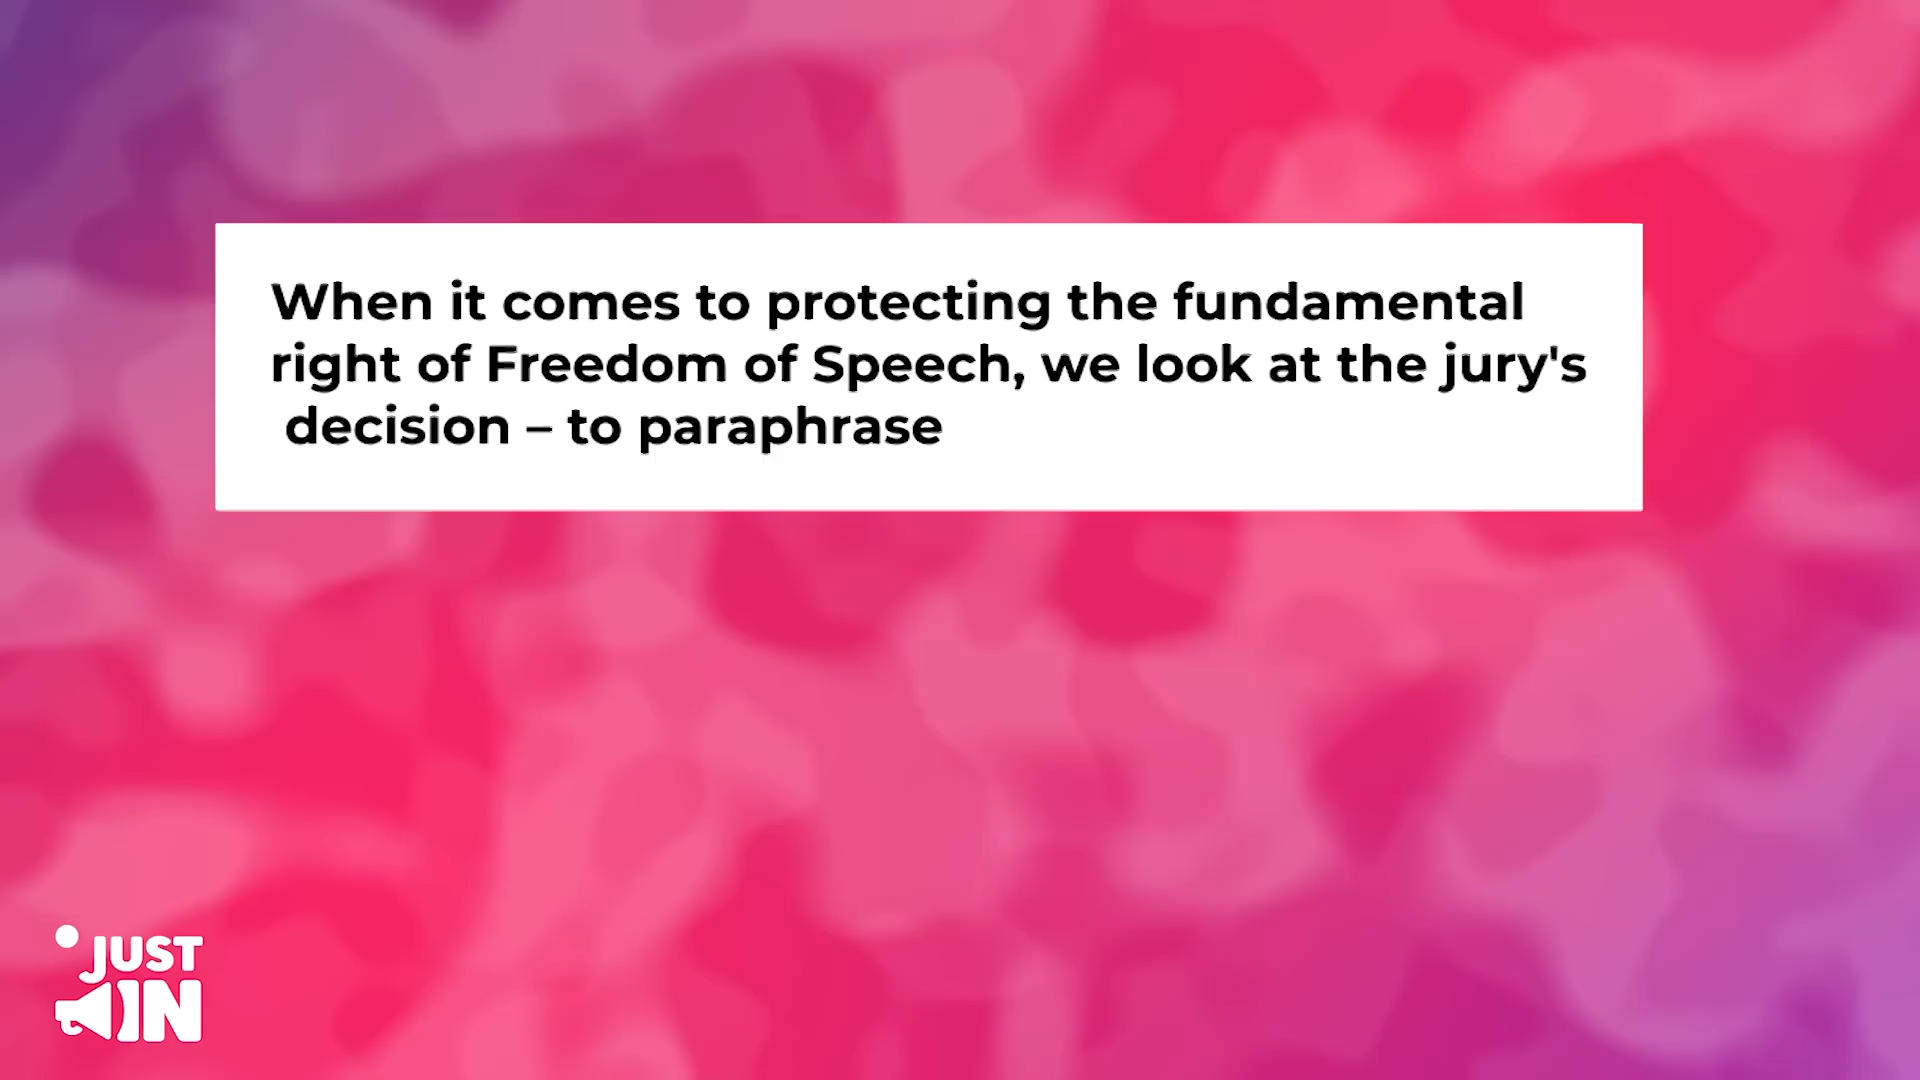 When it comes to protecting the fundamental
right of Freedom of Speech, we look at the jury's
decision – to paraphrase
JUST
IN